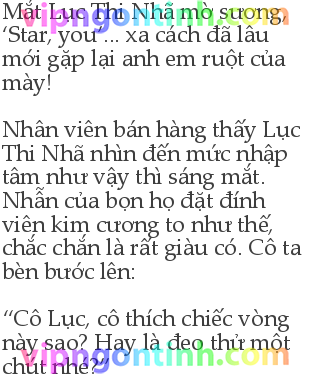 Mắt Lục Thi Nhã mờ sương,
‘Star, you’... xa cách đã lâu
mới gặp lại anh em ruột của
mày!
Nhân viên bán hàng thấy Lục
Thi Nhã nhìn đến mức nhập
tâm như vậy thì sáng mắt.
Nhẫn của bọn họ đặt đính
viên kim cương to như thế,
chắc chắn là rất giàu có. Cô ta
bèn bước lên:
“Cô Lục, cô thích chiếc vòng
này sao? Hay là đeo thử một
chút nhé?”
vipngontinh.com
vipngontinh.com